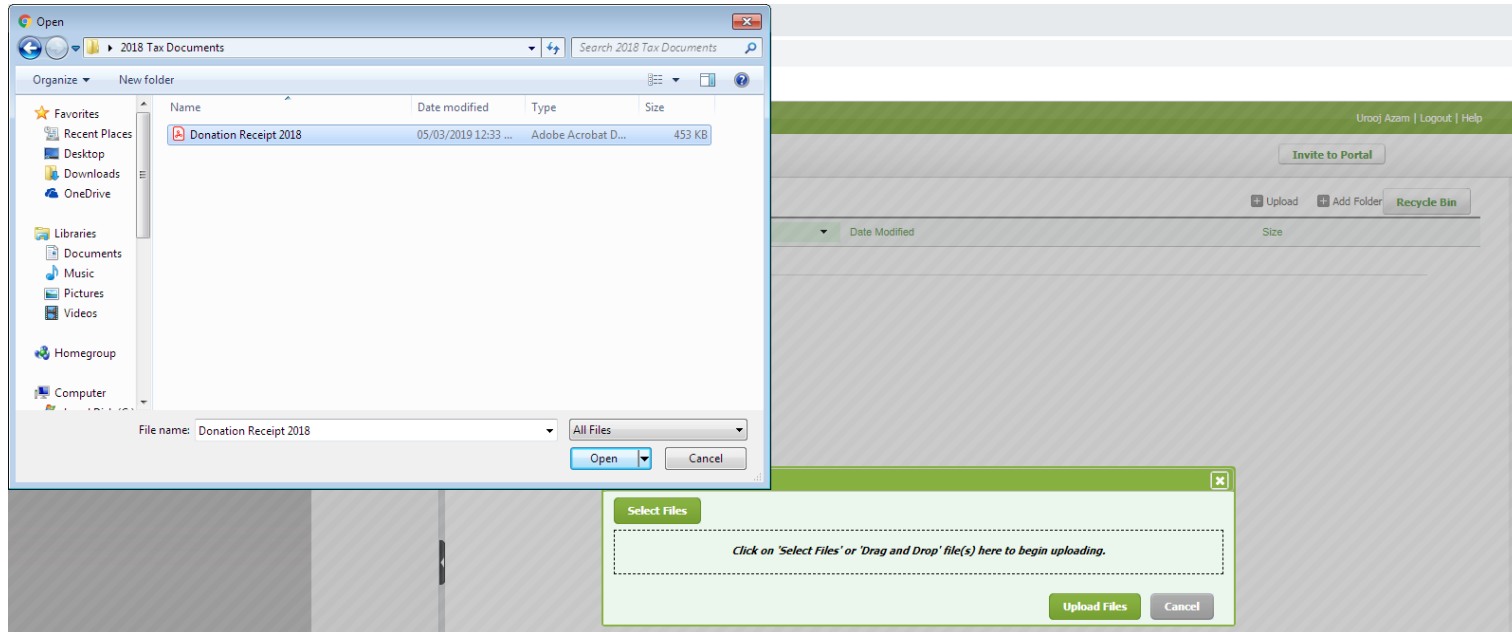 Open
2018 Tax Documents
Search 2018 Tax Documents
Organize
New folder
Name
Date modified
Type
Size
Favorites
Recent Places
Desktop
Downloads
OneDrive
Libraries
Documents
Music
Pictures
Videos
Homegroup
Computer
Donation Receipt 2018
05/03/2019 12:33 ...
Adobe Acrobat D...
453 KB
File name:
Donation Receipt 2018
All Files
Open
Cancel
Urooj Azam | Logout | Help
Invite to Portal
Upload
Add Folder
Recycle Bin
Date Modified
Size
Select Files
Click on 'Select Files' or 'Drag and Drop' file(s) here to begin uploading.
Upload Files
Cancel